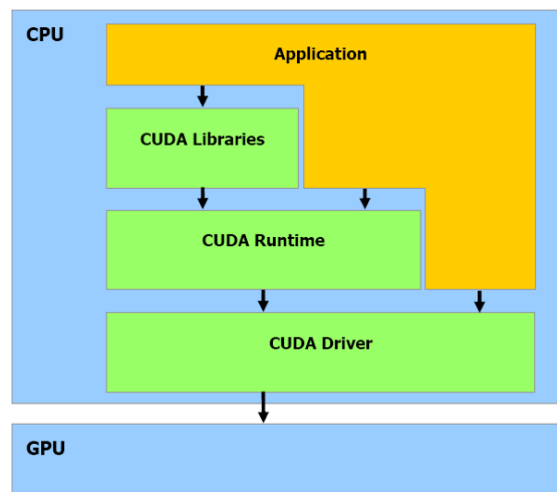 CPU
Application
CUDA Libraries
CUDA Runtime
CUDA Driver
GPU